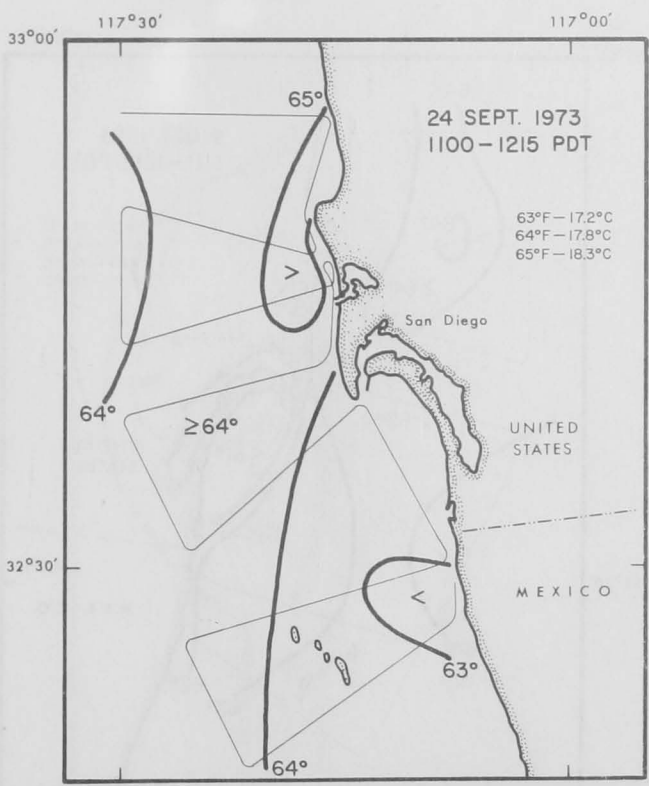 117°30'
117°00'
33°00'
65°
24 SEPT. 1973
1100-1215 PDT
63°F-17.2°C
64°F-17.8°C
65°F-18.3°C
>
San Diego
64°
≥64°
UNITED
STATES
32°30'
MEXICO
<
63°
64°